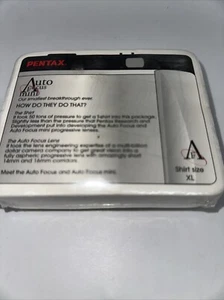 PENTAX
Auto
Focus
mini
Our smallest breakthrough ever.
HOW DO THEY DO THAT?
The Shirt
It took 50 tons of pressure to get a t-shirt into this package.
Slightly less than the pressure that Pentax Research and
Development put into developing the Auto Focus and
Auto Focus mini progressive lenses.
The Auto Focus Lens
It took the lens engineering expertise of a multi-billion
dollar camera company to get great vision into a
fully aspheric progressive lens with amazingly short
14mm and 16mm corridors.
Meet the Auto Focus and Auto Focus mini.
Shirt size
XL